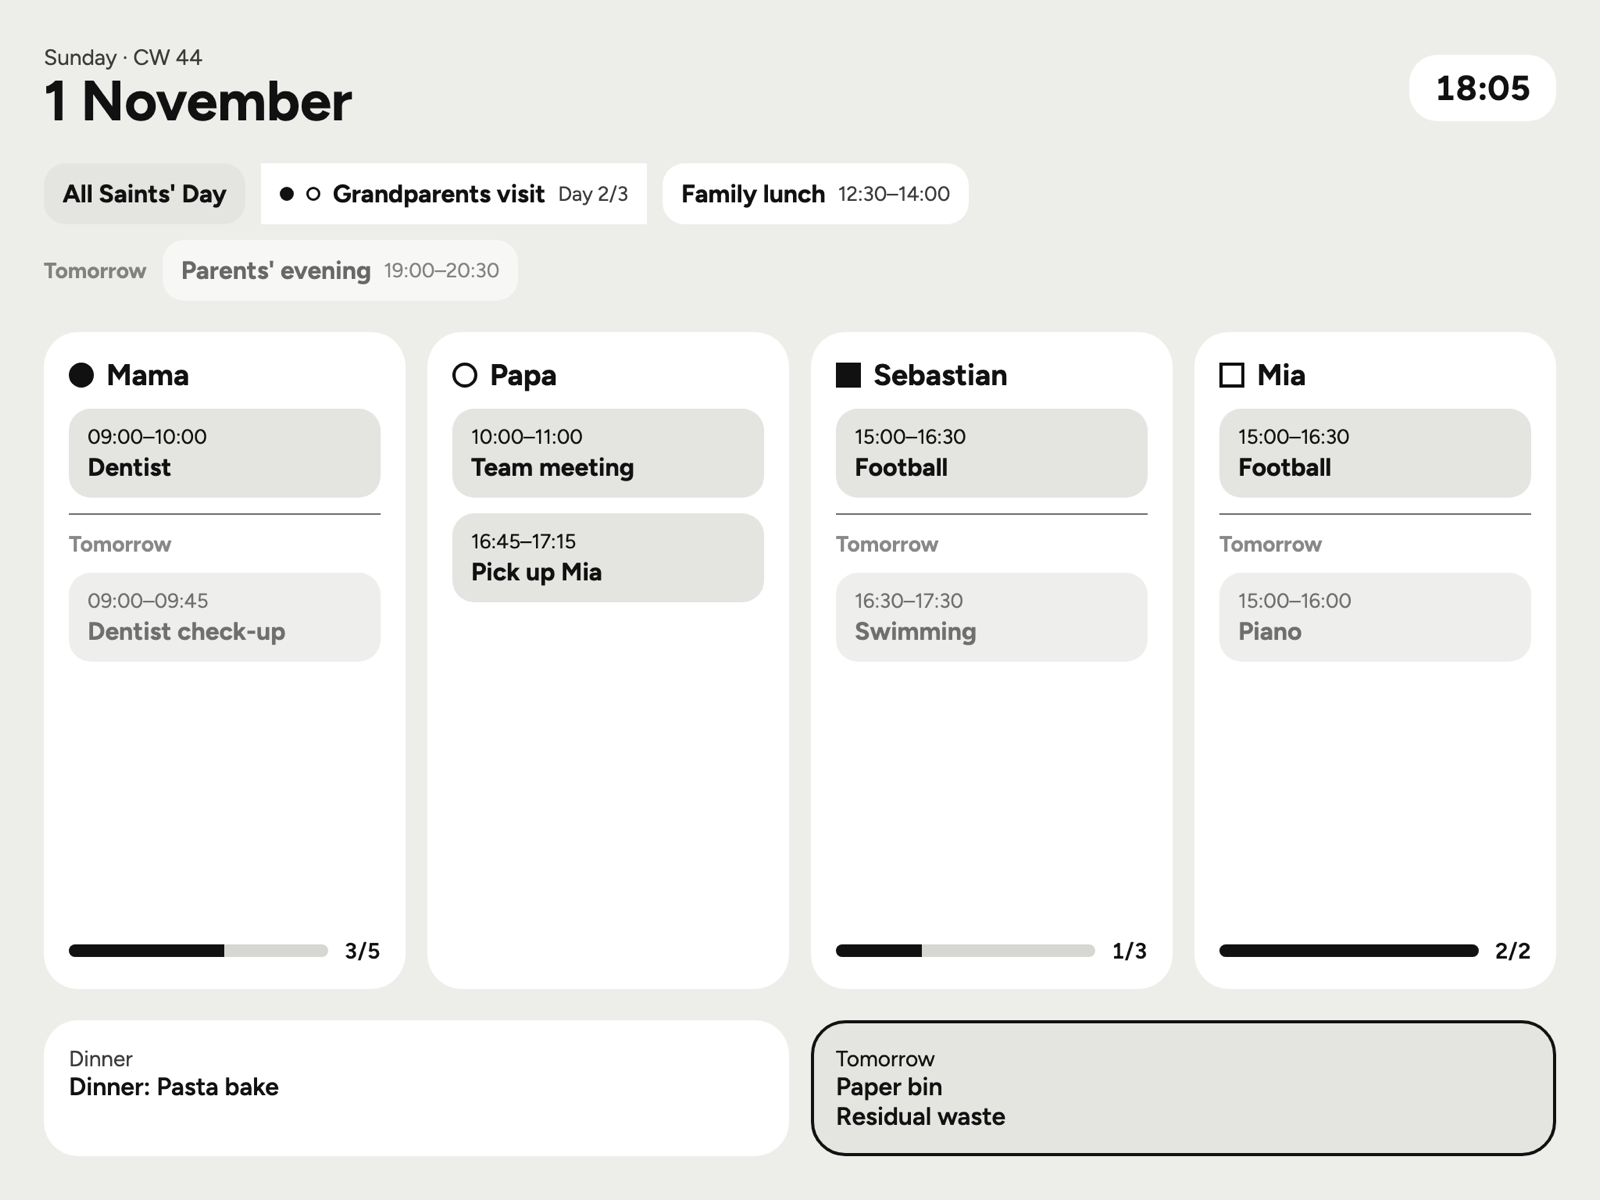 Sunday · CW 44
1 November
18:05
All Saints' Day
Grandparents visit Day 2/3
Family lunch 12:30–14:00
Tomorrow
Parents' evening 19:00–20:30
Mama
09:00–10:00
Dentist
Tomorrow
09:00–09:45
Dentist check-up
3/5
Papa
10:00–11:00
Team meeting
16:45–17:15
Pick up Mia
Sebastian
15:00–16:30
Football
Tomorrow
16:30–17:30
Swimming
1/3
Mia
15:00–16:30
Football
Tomorrow
15:00–16:00
Piano
2/2
Dinner
Dinner: Pasta bake
Tomorrow
Paper bin
Residual waste